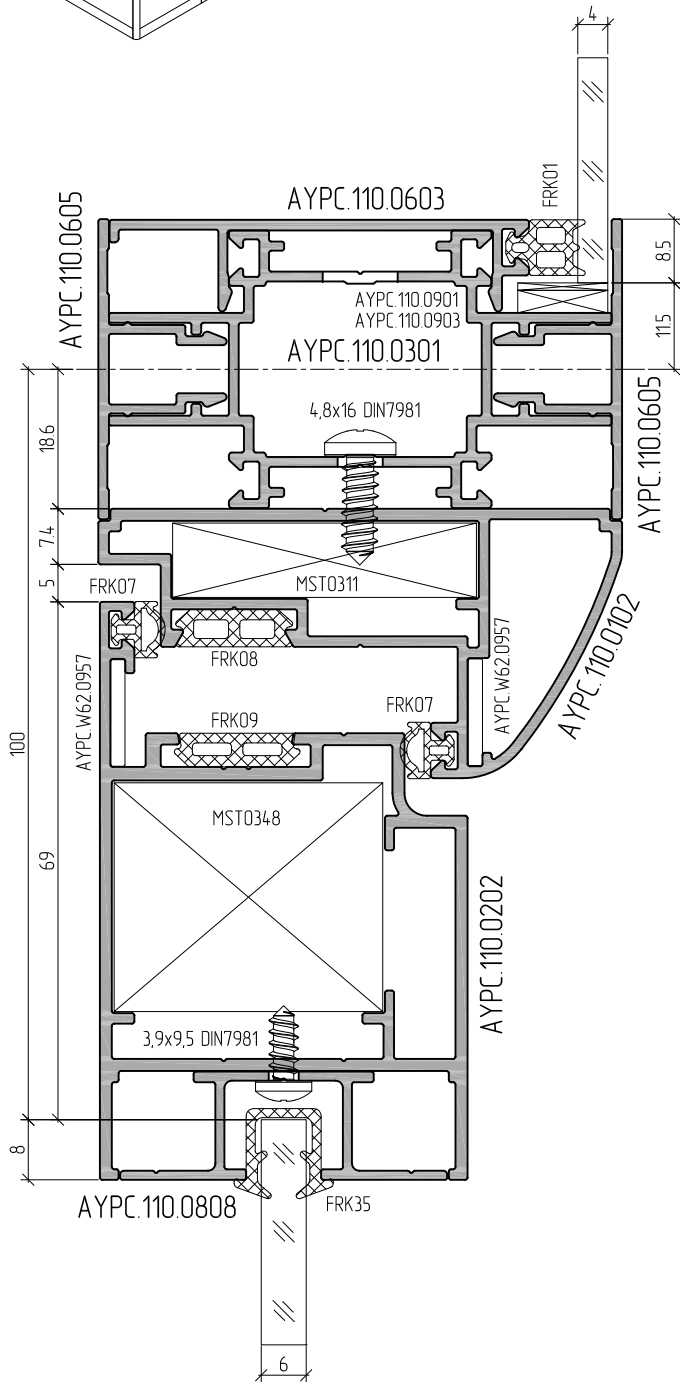 4
FRK01
AYPC.110.0603
AYPC.110.0605
8.5
AYPC.110.0901
AYPC.110.0903
11.5
AYPC.110.0301
4,8x16 DIN7981
18.6
AYPC.110.0605
7.4
MST0311
5
FRK07
AYPC.110.0102
FRK08
AYPC.W62.0957
AYPC.W62.0957
FRK07
FRK09
100
MST0348
69
AYPC.110.0202
3,9x9,5 DIN7981
8
AYPC.110.0808
FRK35
6